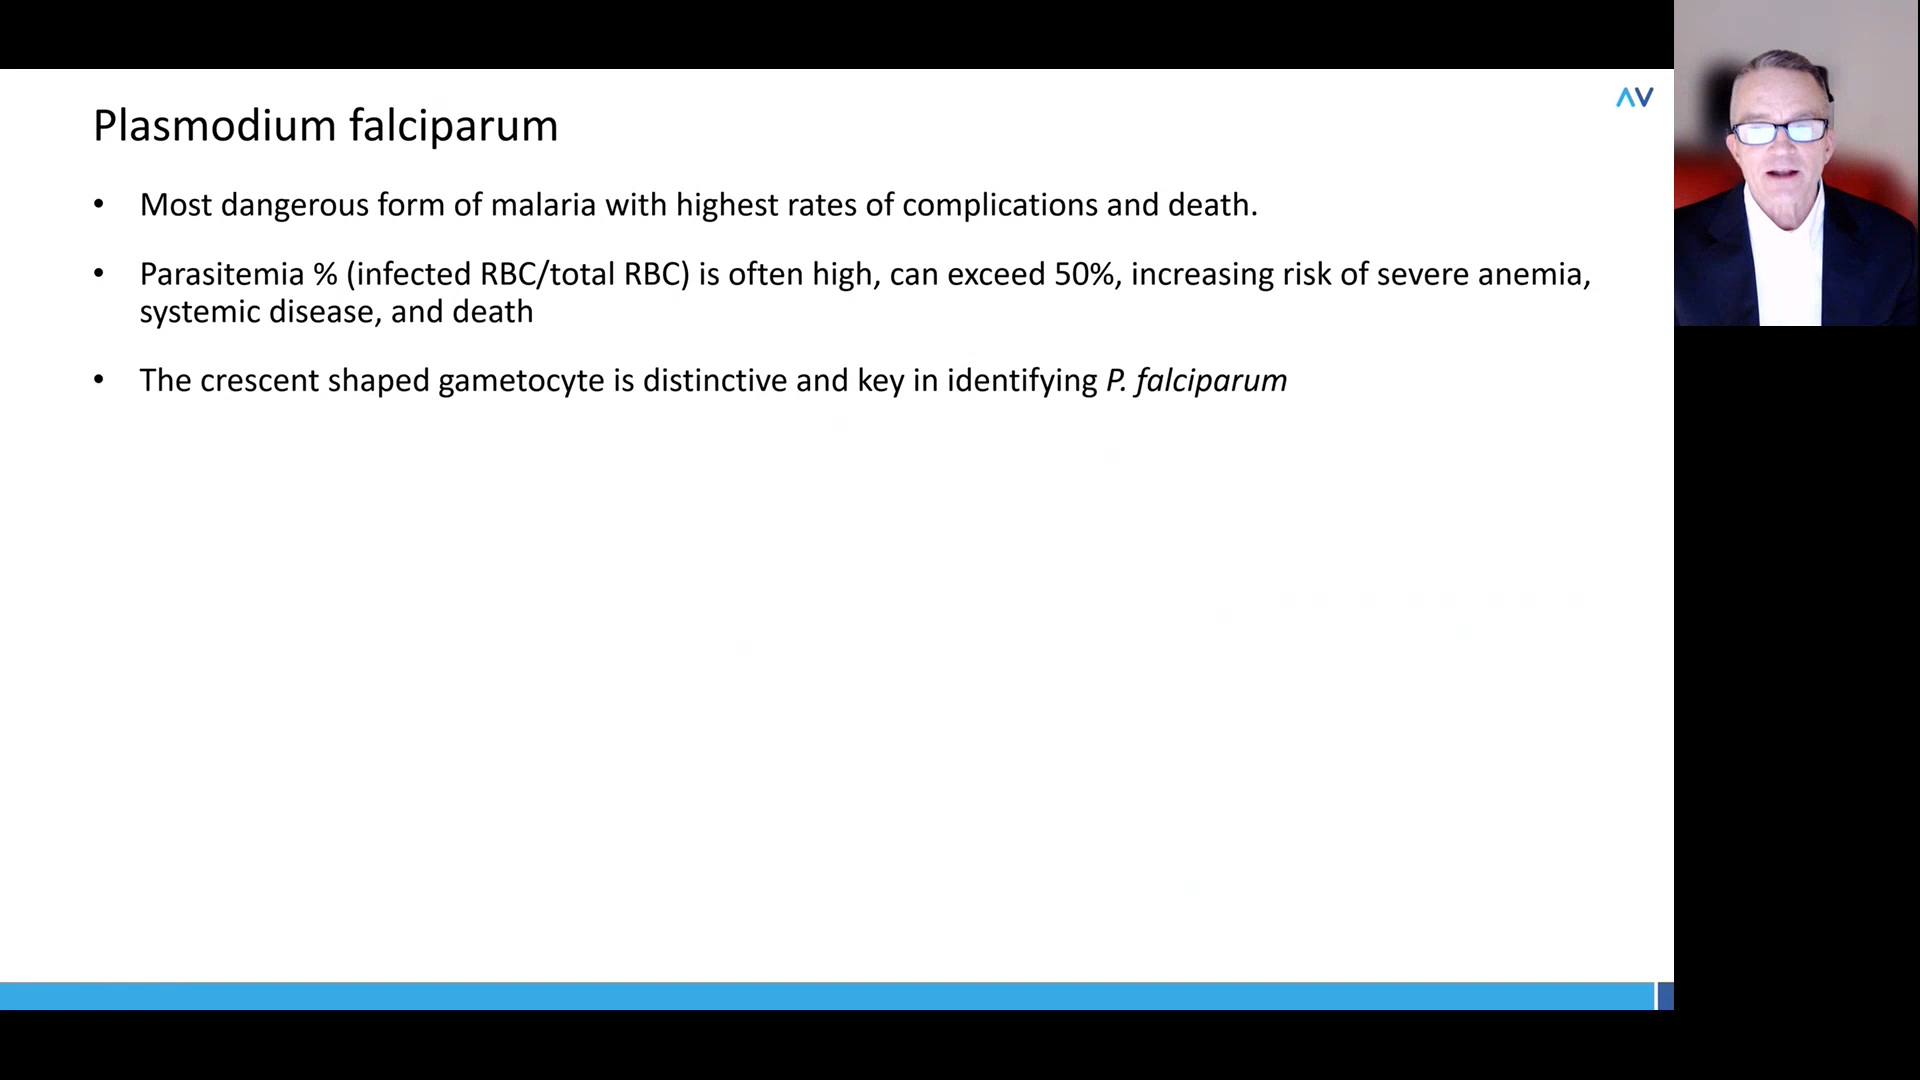 Plasmodium falciparum
AV
• Most dangerous form of malaria with highest rates of complications and death.
• Parasitemia % (infected RBC/total RBC) is often high, can exceed 50%, increasing risk of severe anemia,
systemic disease, and death
• The crescent shaped gametocyte is distinctive and key in identifying P. falciparum